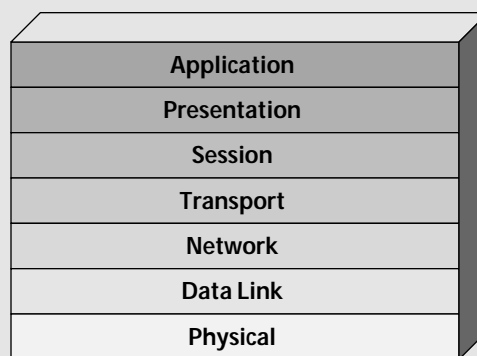 Application
Presentation
Session
Transport
Network
Data Link
Physical